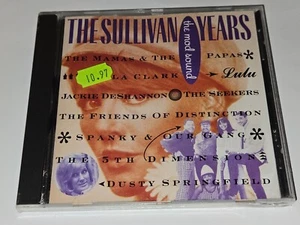 THE SULLIVAN YEARS
the mod sound
THE MAMAS & THE PAPAS
10.97
LA CLARK Lulu
JACKIE DESHANNON THE SEEKERS
THE FRIENDS OF DISTINCTION
SPANKY & OUR GANG
THE 5TH DIMENSION
DUSTY SPRINGFIELD